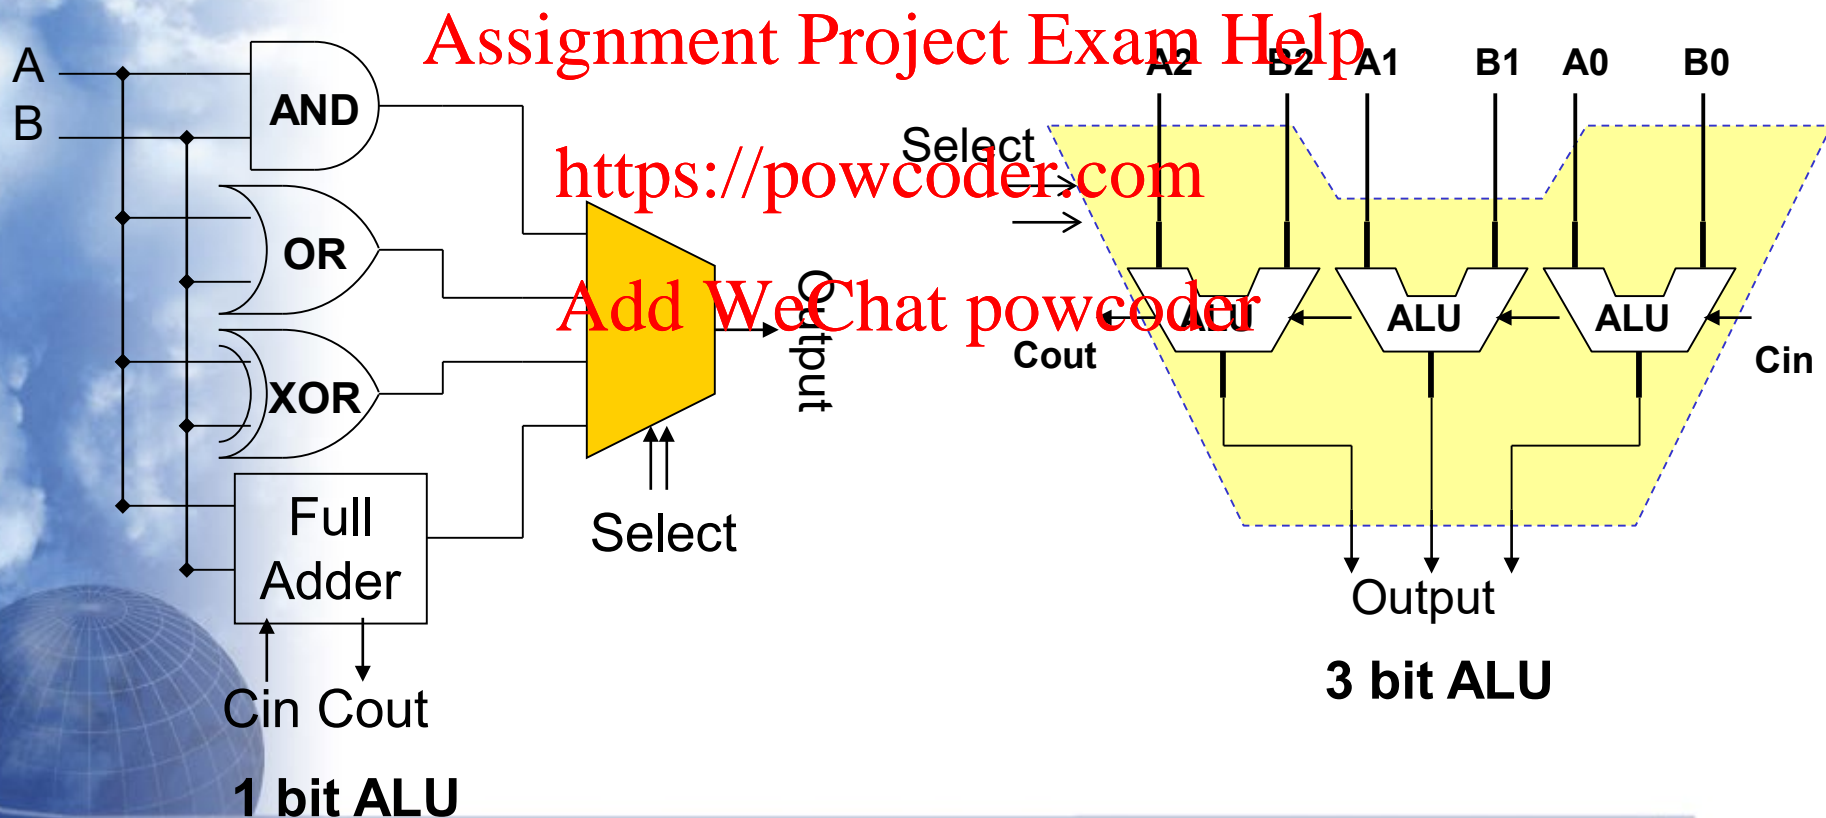 Assignment Project Exam Help
https://powcoder.com
Add WeChat powcoder
A
B
AND
OR
XOR
Full
Adder
Cin Cout
Select
Output
1 bit ALU
A2 B2 A1 B1 A0 B0
Select
ALU ALU ALU
Cout
Cin
Output
3 bit ALU